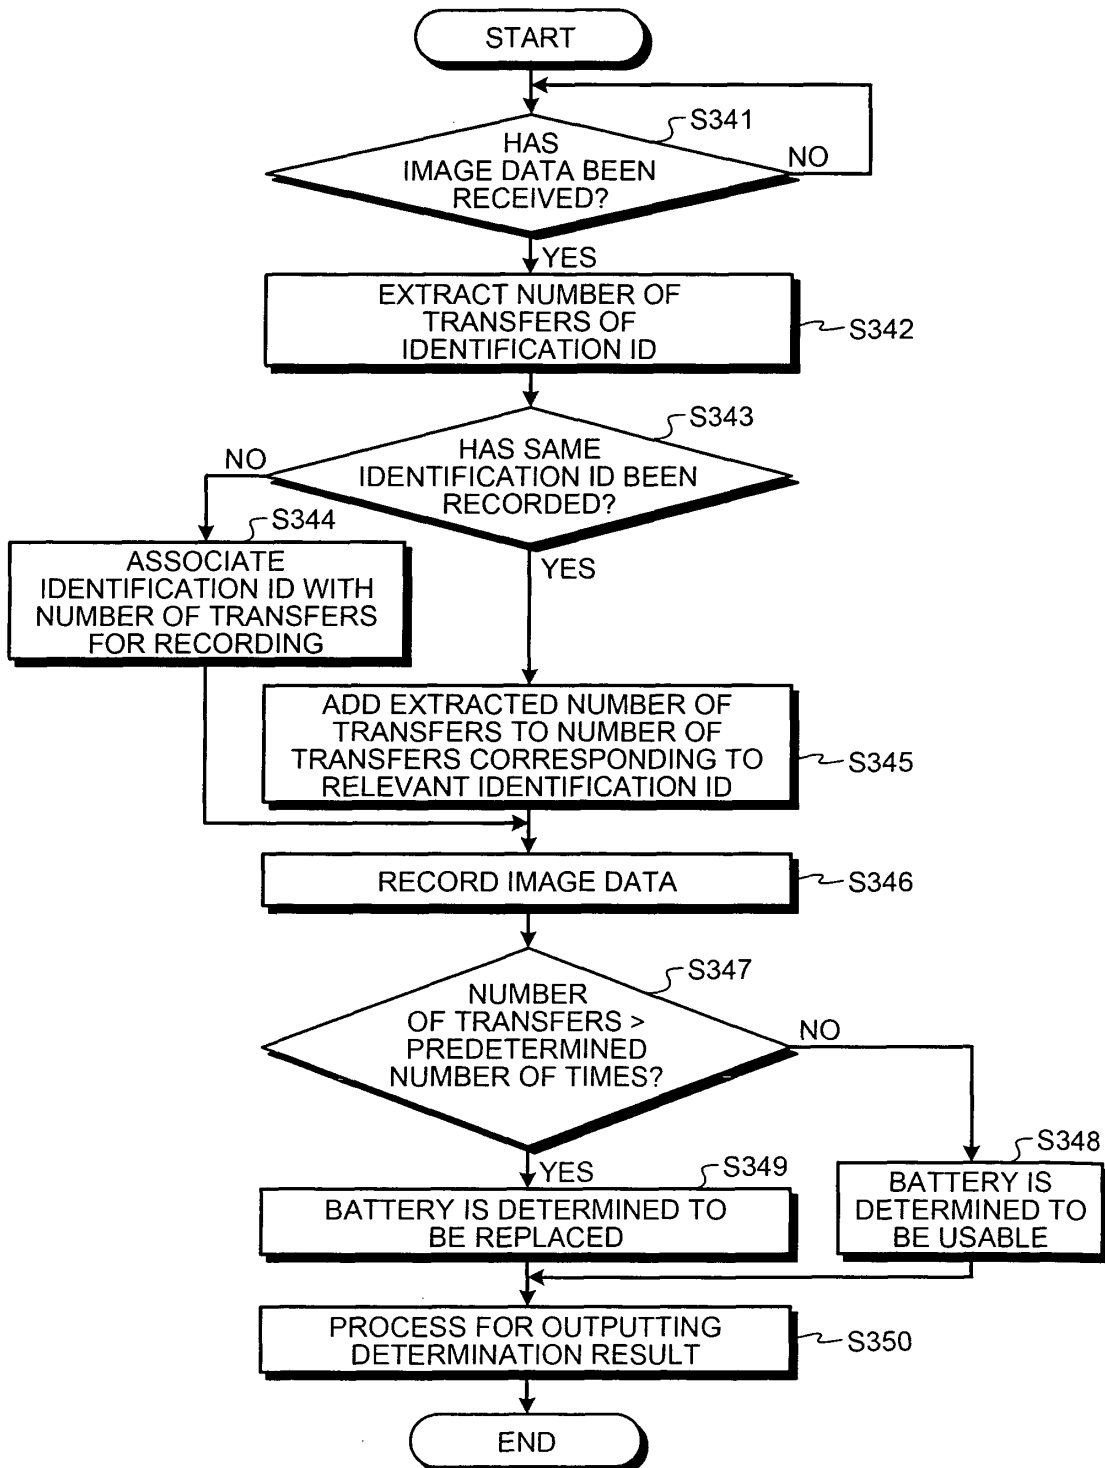 START
S341
HAS
IMAGE DATA BEEN
RECEIVED?
NO
YES
EXTRACT NUMBER OF
TRANSFERS OF
IDENTIFICATION ID
S342
S343
HAS SAME
IDENTIFICATION ID BEEN
RECORDED?
NO
S344
ASSOCIATE
IDENTIFICATION ID WITH
NUMBER OF TRANSFERS
FOR RECORDING
YES
ADD EXTRACTED NUMBER OF
TRANSFERS TO NUMBER OF
TRANSFERS CORRESPONDING TO
RELEVANT IDENTIFICATION ID
S345
RECORD IMAGE DATA
S346
S347
NUMBER
OF TRANSFERS >
PREDETERMINED
NUMBER OF TIMES?
NO
S348
BATTERY IS
DETERMINED TO
BE USABLE
YES
S349
BATTERY IS DETERMINED TO
BE REPLACED
PROCESS FOR OUTPUTTING
DETERMINATION RESULT
S350
END